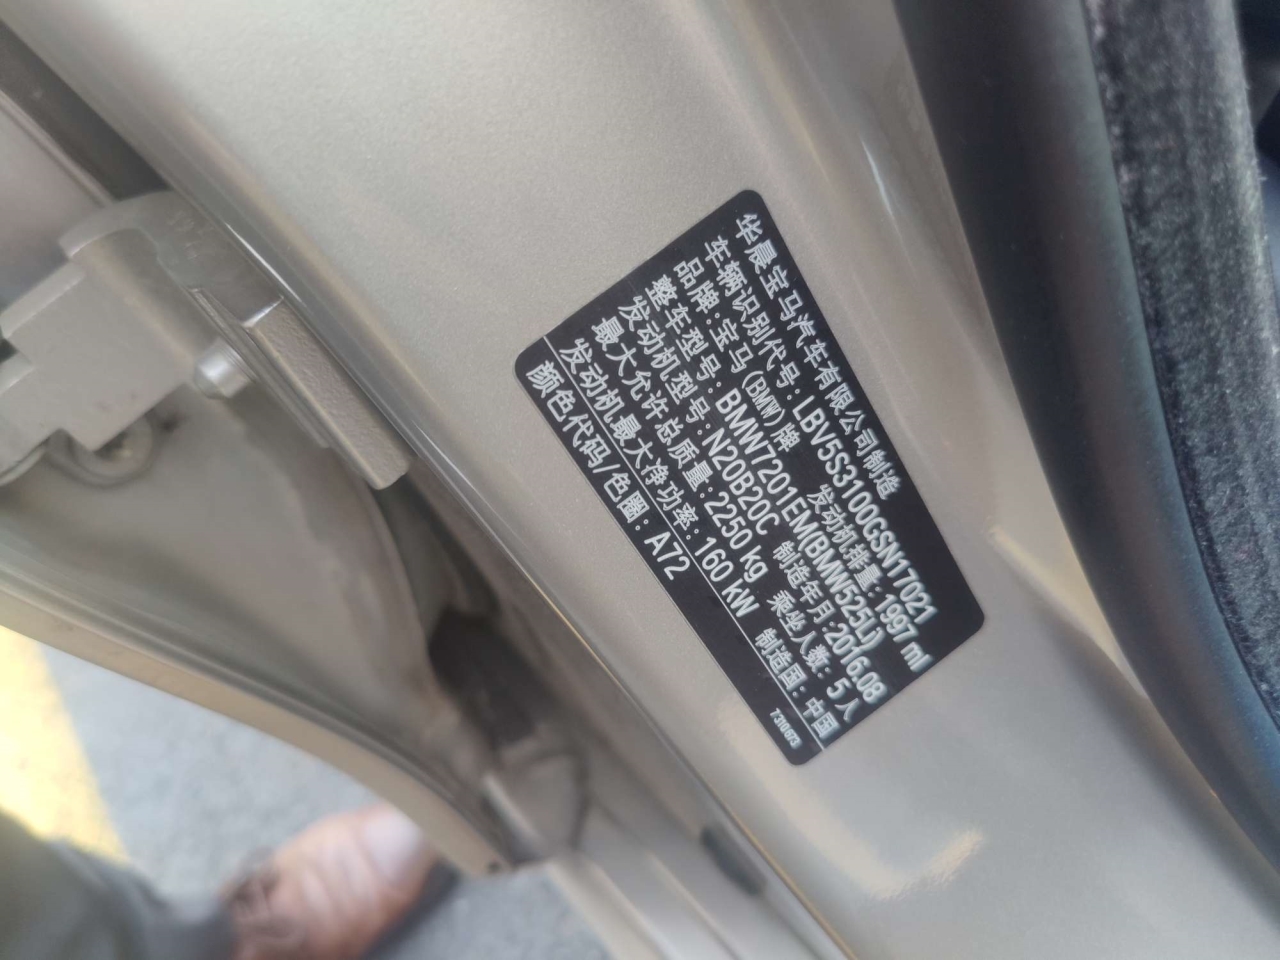 华晨宝马汽车有限公司制造
车辆识别代号:LBV5S3100GSN17021
品牌:宝马(BMW)牌 发动机排量:1997 ml
整车型号:BMW7201EM(BMW525Li)
发动机型号:N20B20C 制造年月:2016.08
最大允许总质量:2250 kg 乘坐人数:5人
发动机最大净功率:160 kW 制造国:中国
颜色代码/色圈:A72 7310673